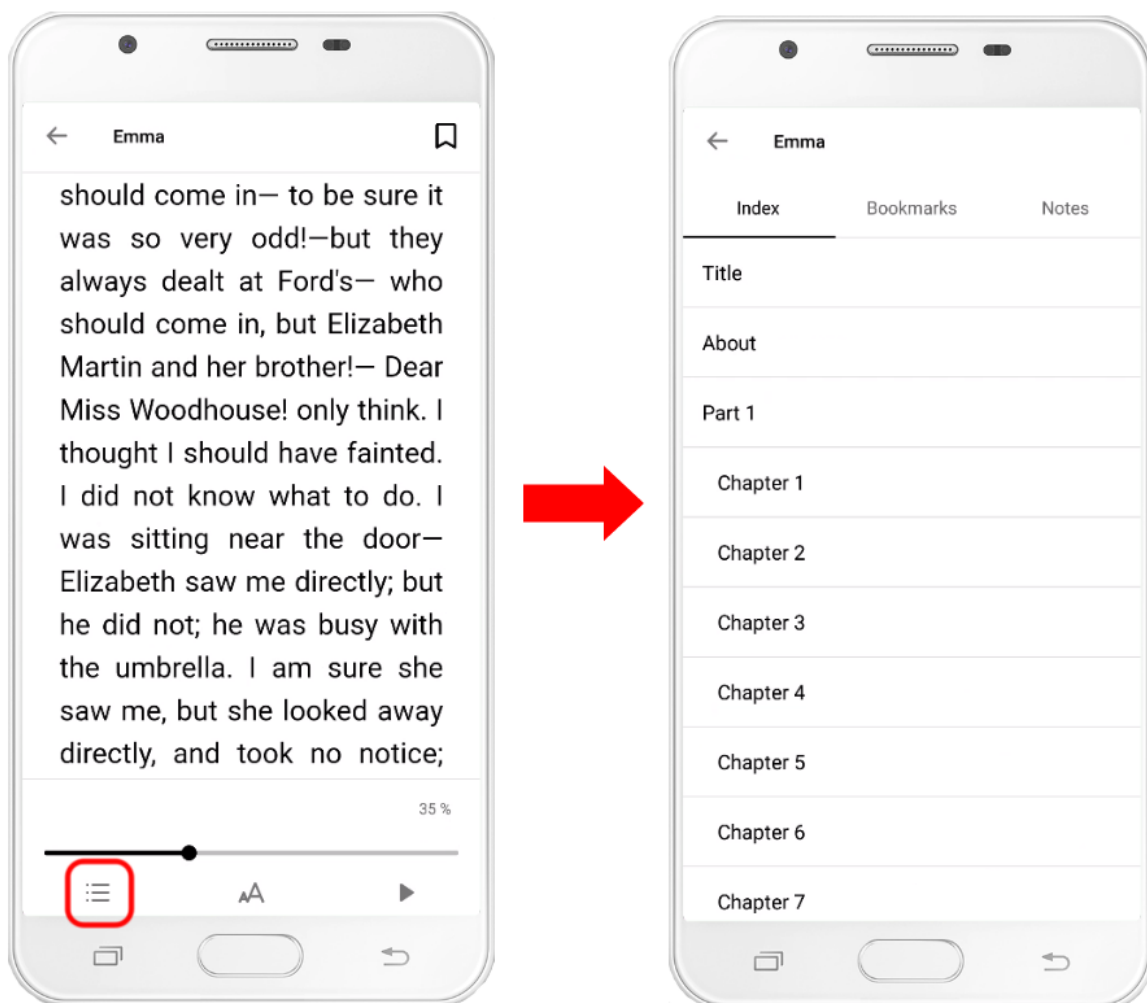 Emma
should come in— to be sure it
was so very odd!—but they
always dealt at Ford's— who
should come in, but Elizabeth
Martin and her brother!— Dear
Miss Woodhouse! only think. I
thought I should have fainted.
I did not know what to do. I
was sitting near the door—
Elizabeth saw me directly; but
he did not; he was busy with
the umbrella. I am sure she
saw me, but she looked away
directly, and took no notice;
35 %
AA
Emma
Index Bookmarks Notes
Title
About
Part 1
Chapter 1
Chapter 2
Chapter 3
Chapter 4
Chapter 5
Chapter 6
Chapter 7